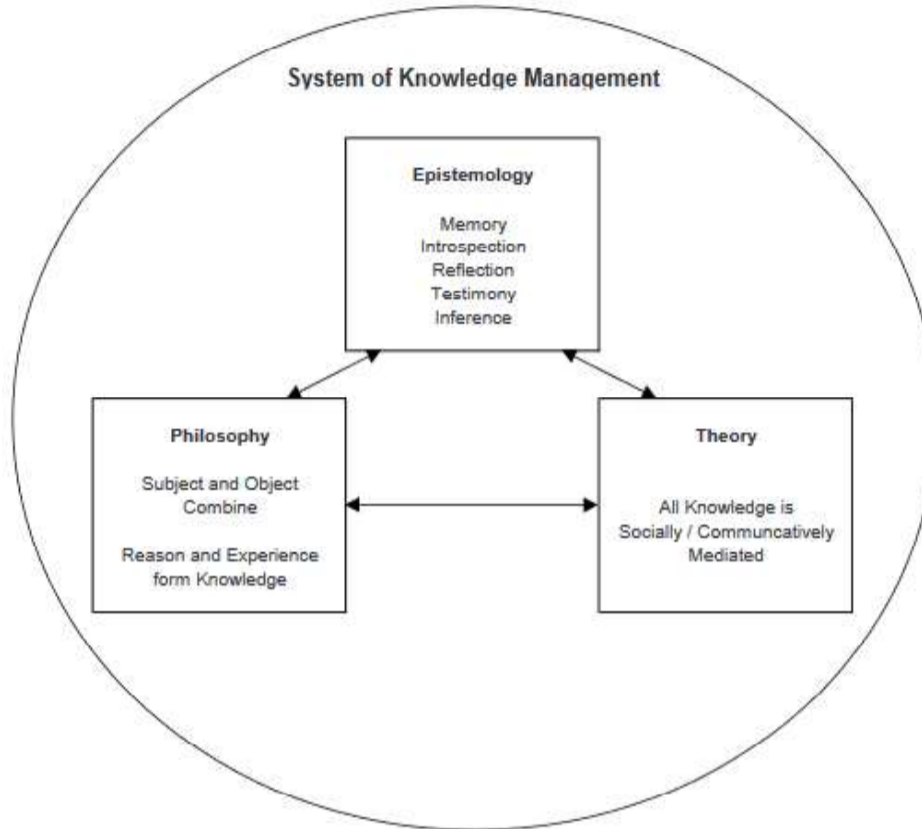 System of Knowledge Management
Epistemology
Memory
Introspection
Reflection
Testimony
Inference
Philosophy
Subject and Object
Combine
Reason and Experience
form Knowledge
Theory
All Knowledge is
Socially / Communcatively
Mediated